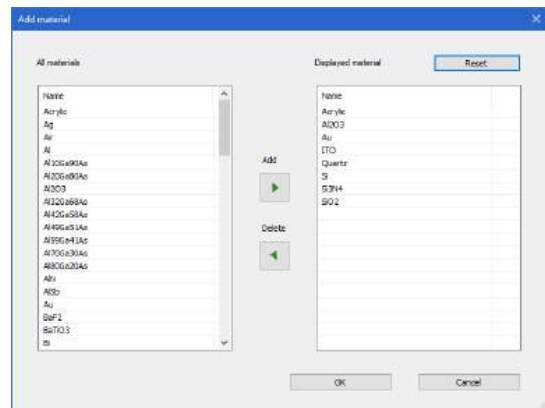 Add material
All materials
Displayed material
Reset
Name
Acrylic
Ag
Air
Al
Al10Ga90As
Al20Ga80As
Al2O3
Al32Ga68As
Al42Ga58As
Al49Ga51As
Al59Ga41As
Al70Ga30As
Al80Ga20As
AlN
AlSb
Au
BaF2
BaTiO3
Bi
Add
Delete
Name
Acrylic
Al2O3
Au
ITO
Quartz
Si
Si3N4
SiO2
OK
Cancel